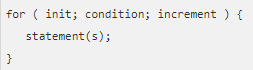 for ( init; condition; increment ) {
   statement(s);
}